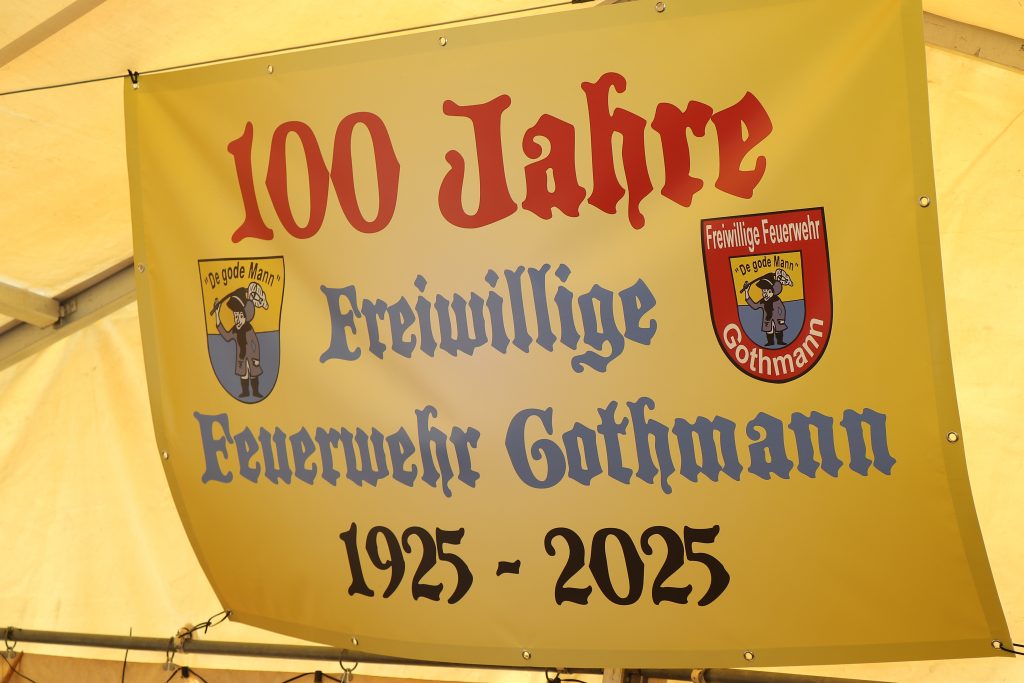 100 Jahre
Freiwillige Feuerwehr
"De gode Mann"
"De gode Mann"
Gothmann
Freiwillige
Feuerwehr Gothmann
1925 - 2025